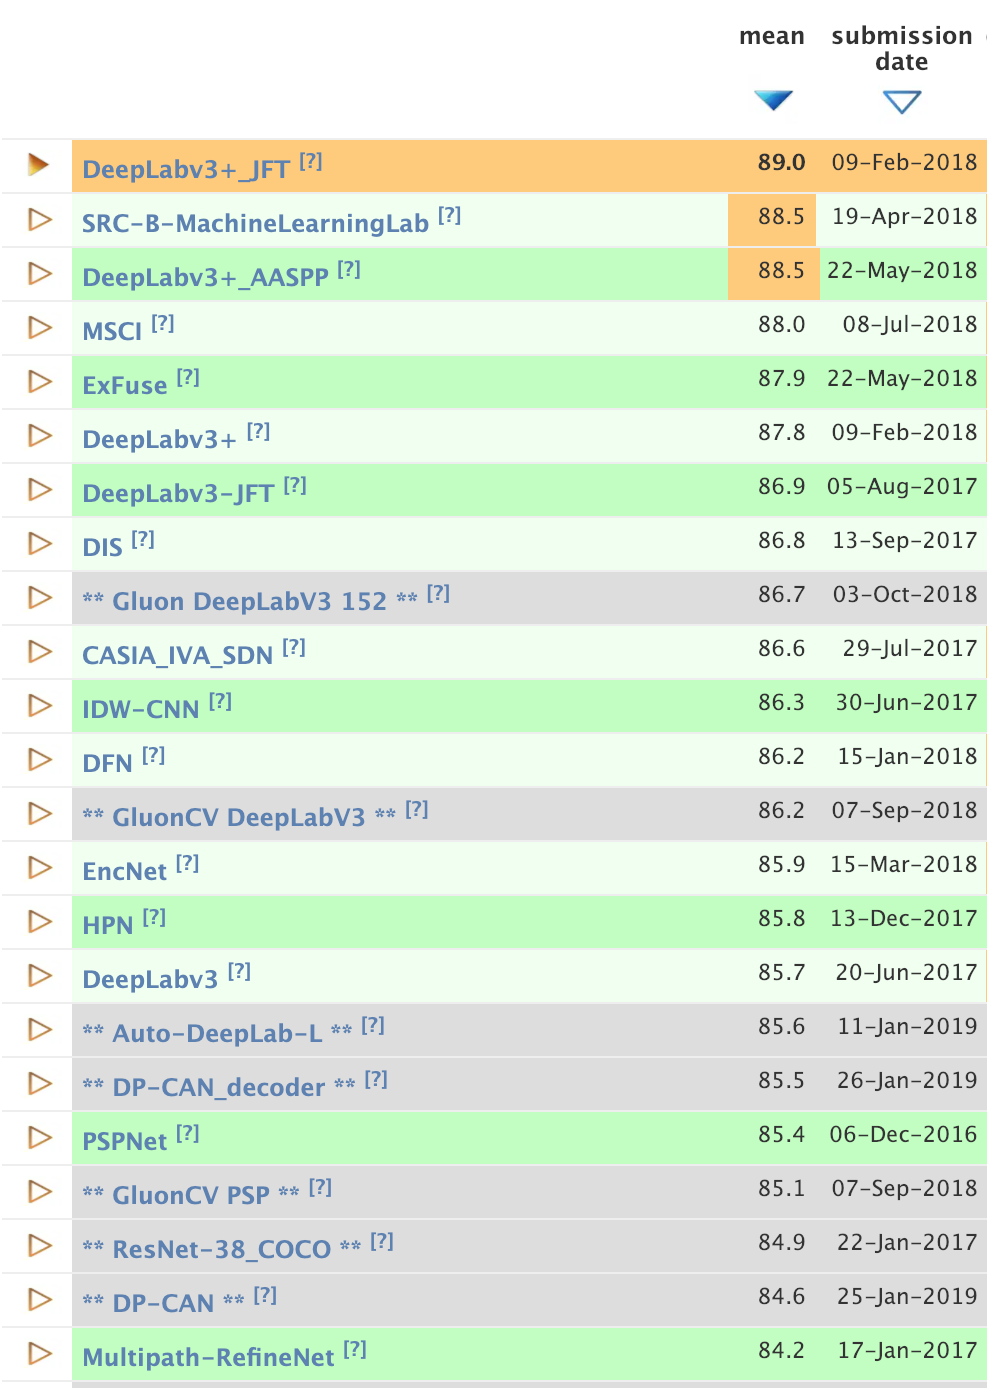 mean submission
date
DeepLabv3+_JFT [?] 89.0 09-Feb-2018
SRC-B-MachineLearningLab [?] 88.5 19-Apr-2018
DeepLabv3+_AASPP [?] 88.5 22-May-2018
MSCI [?] 88.0 08-Jul-2018
ExFuse [?] 87.9 22-May-2018
DeepLabv3+ [?] 87.8 09-Feb-2018
DeepLabv3-JFT [?] 86.9 05-Aug-2017
DIS [?] 86.8 13-Sep-2017
** Gluon DeepLabV3 152 ** [?] 86.7 03-Oct-2018
CASIA_IVA_SDN [?] 86.6 29-Jul-2017
IDW-CNN [?] 86.3 30-Jun-2017
DFN [?] 86.2 15-Jan-2018
** GluonCV DeepLabV3 ** [?] 86.2 07-Sep-2018
EncNet [?] 85.9 15-Mar-2018
HPN [?] 85.8 13-Dec-2017
DeepLabv3 [?] 85.7 20-Jun-2017
** Auto-DeepLab-L ** [?] 85.6 11-Jan-2019
** DP-CAN_decoder ** [?] 85.5 26-Jan-2019
PSPNet [?] 85.4 06-Dec-2016
** GluonCV PSP ** [?] 85.1 07-Sep-2018
** ResNet-38_COCO ** [?] 84.9 22-Jan-2017
** DP-CAN ** [?] 84.6 25-Jan-2019
Multipath-RefineNet [?] 84.2 17-Jan-2017